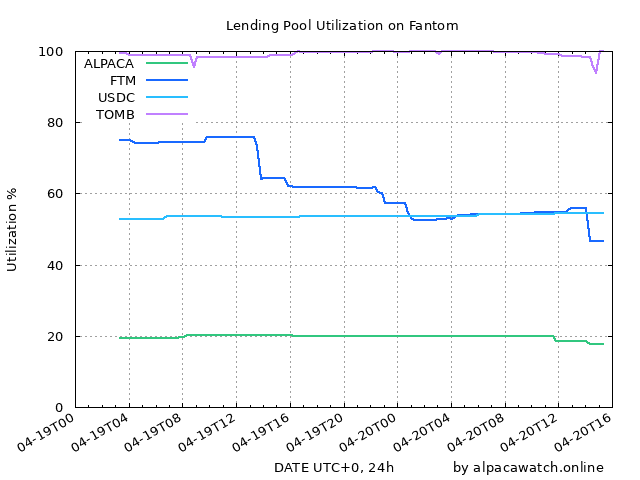 Lending Pool Utilization on Fantom
100
80
60
40
20
0
Utilization %
ALPACA
FTM
USDC
TOMB
04-19T00
04-19T04
04-19T08
04-19T12
04-19T16
04-19T20
04-20T00
04-20T04
04-20T08
04-20T12
04-20T16
DATE UTC+0, 24h
by alpacawatch.online